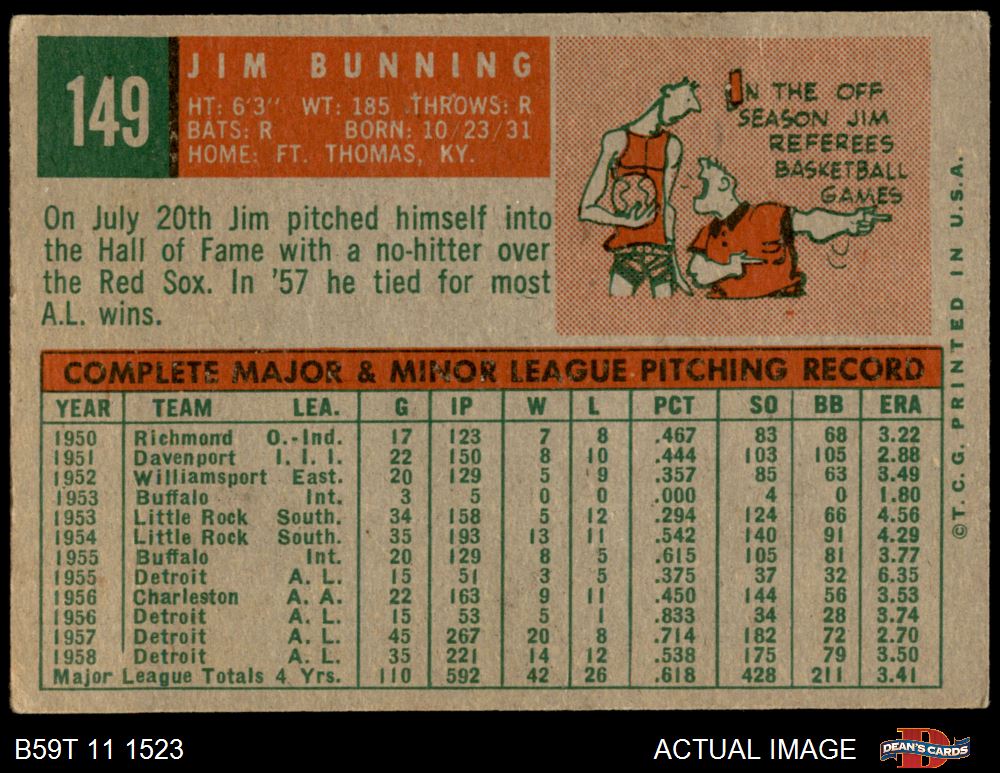 149
JIM BUNNING
HT: 6'3" WT: 185 THROWS: R
BATS: R BORN: 10/23/31
HOME: FT. THOMAS, KY.
IN THE OFF
SEASON JIM
REFEREES
BASKETBALL
GAMES
On July 20th Jim pitched himself into
the Hall of Fame with a no-hitter over
the Red Sox. In '57 he tied for most
A.L. wins.
COMPLETE MAJOR & MINOR LEAGUE PITCHING RECORD
YEAR TEAM LEA. G IP W L PCT SO BB ERA
1950 Richmond O.-Ind. 17 123 7 8 .467 83 68 3.22
1951 Davenport I. I. I. 22 150 8 10 .444 103 105 2.88
1952 Williamsport East. 20 129 5 9 .357 85 63 3.49
1953 Buffalo Int. 3 5 0 0 .000 4 0 1.80
1953 Little Rock South. 34 158 5 12 .294 124 66 4.56
1954 Little Rock South. 35 193 13 11 .542 140 91 4.29
1955 Buffalo Int. 20 129 8 5 .615 105 81 3.77
1955 Detroit A. L. 15 51 3 5 .375 37 32 6.35
1956 Charleston A. A. 22 163 9 11 .450 144 56 3.53
1956 Detroit A. L. 15 53 5 1 .833 34 28 3.74
1957 Detroit A. L. 45 267 20 8 .714 182 72 2.70
1958 Detroit A. L. 35 221 14 12 .538 175 79 3.50
Major League Totals 4 Yrs. 110 592 42 26 .618 428 211 3.41
©T.C.G. PRINTED IN U.S.A.
B59T 11 1523
ACTUAL IMAGE
DEAN'S CARDS